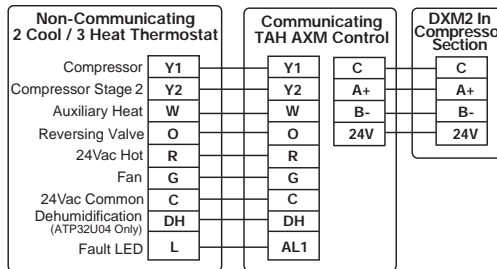 Non-Communicating
2 Cool / 3 Heat Thermostat
Compressor Y1
Compressor Stage 2 Y2
Auxiliary Heat W
Reversing Valve O
24Vac Hot R
Fan G
24Vac Common C
Dehumidification DH
(ATP32U04 Only)
Fault LED L
Communicating
TAH AXM Control
Y1 C
Y2 A+
W B-
O 24V
R
G
C
DH
AL1
DXM2 In
Compressor
Section
C
A+
B-
24V